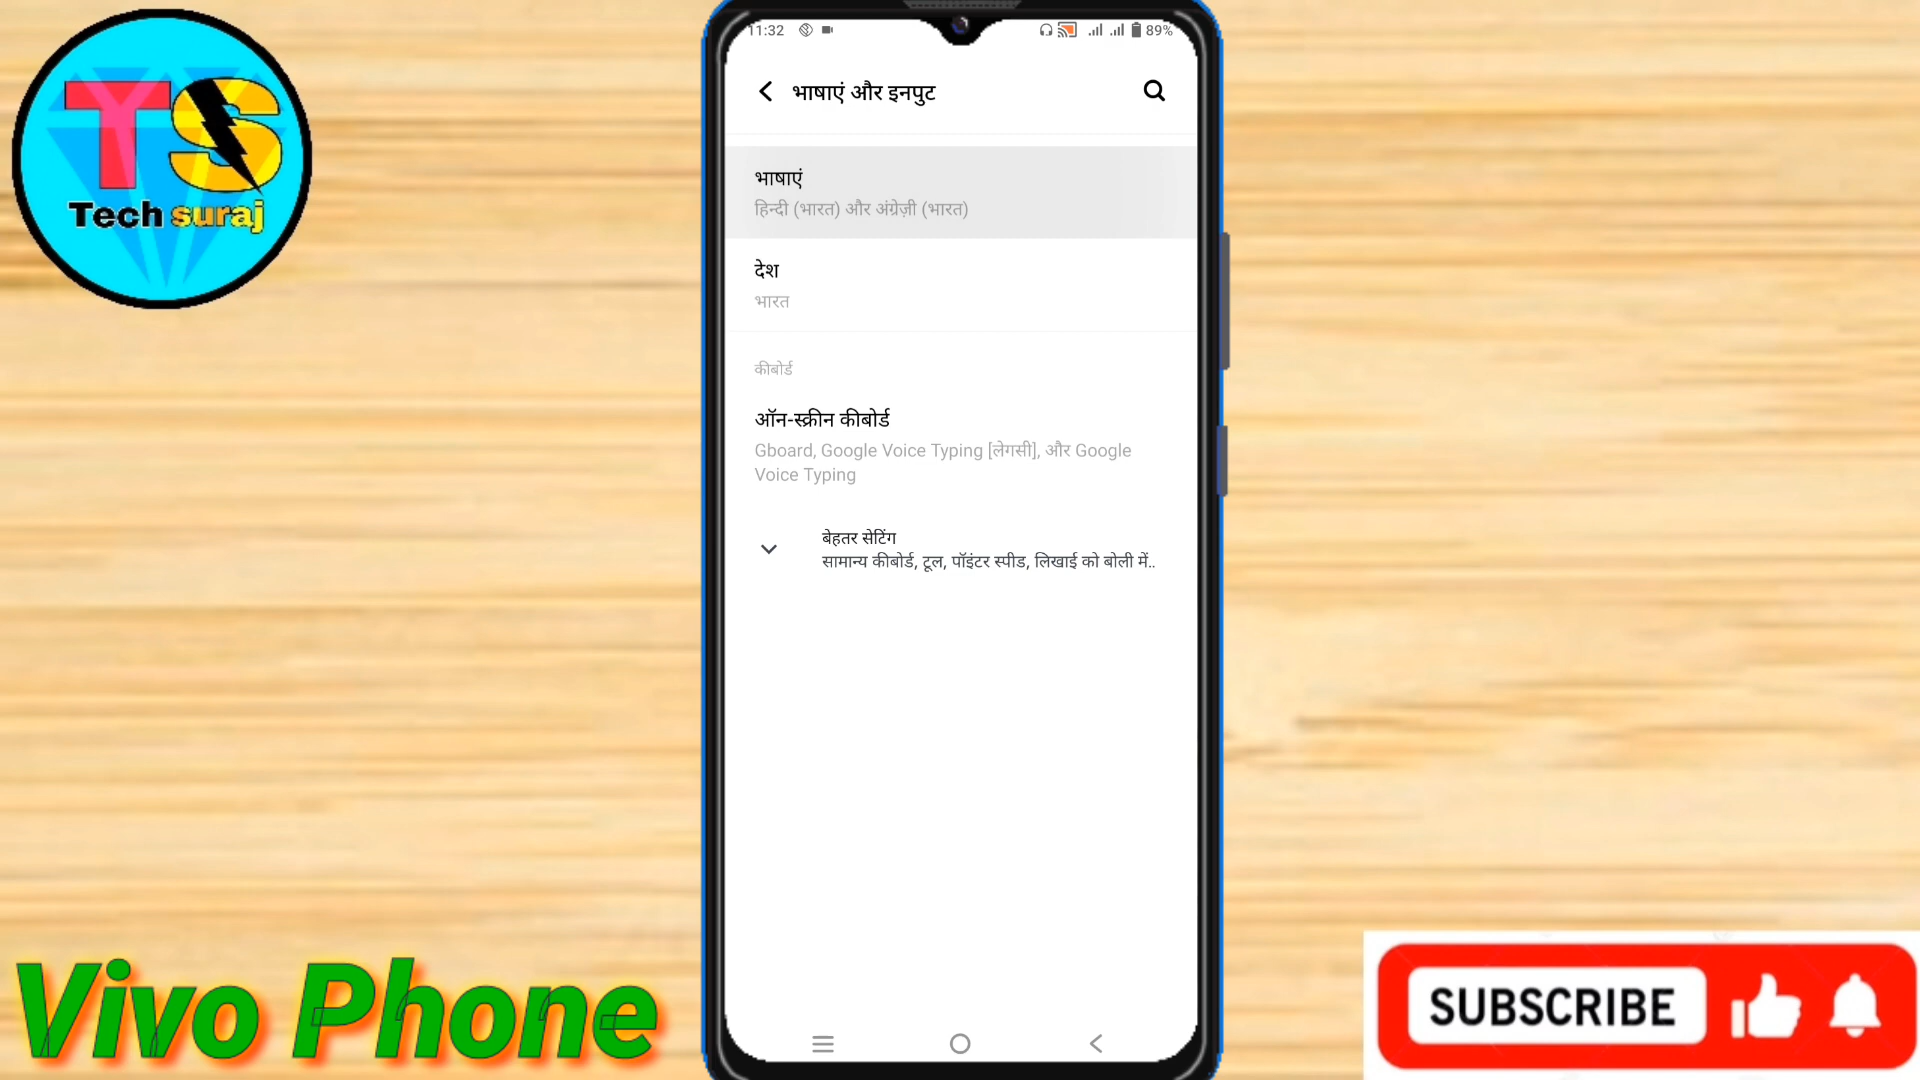 TS
Tech suraj
11:32
89%
भाषाएं और इनपुट
भाषाएं
हिन्दी (भारत) और अंग्रेज़ी (भारत)
देश
भारत
कीबोर्ड
ऑन-स्क्रीन कीबोर्ड
Gboard, Google Voice Typing [लेगसी], और Google
Voice Typing
बेहतर सेटिंग
सामान्य कीबोर्ड, टूल, पॉइंटर स्पीड, लिखाई को बोली में..
Vivo Phone
SUBSCRIBE